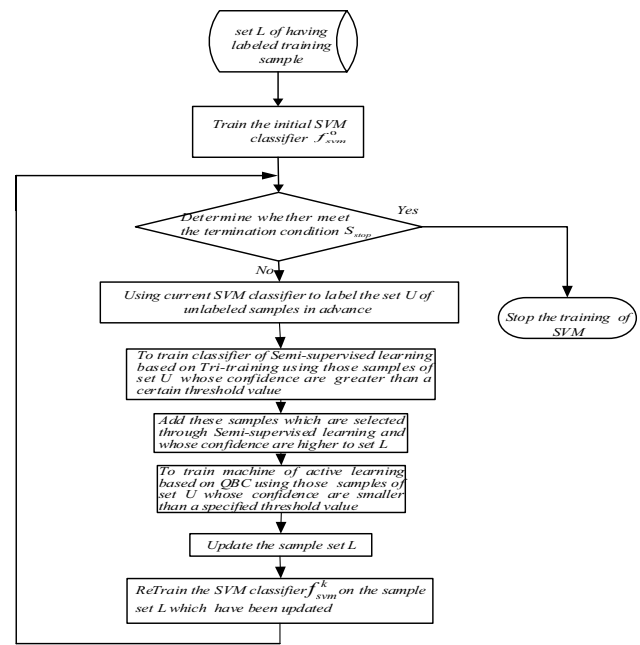 set L of having
labeled training
sample
Train the initial SVM
classifier f⁰svm
Determine whether meet
the termination condition Sstop
Yes
No
Using current SVM classifier to label the set U of
unlabeled samples in advance
Stop the training of
SVM
To train classifier of Semi-supervised learning
based on Tri-training using those samples of
set U whose confidence are greater than a
certain threshold value
Add these samples which are selected
through Semi-supervised learning and
whose confidence are higher to set L
To train machine of active learning
based on QBC using those samples of
set U whose confidence are smaller
than a specified threshold value
Update the sample set L
ReTrain the SVM classifier fᵏsvm on the sample
set L which have been updated